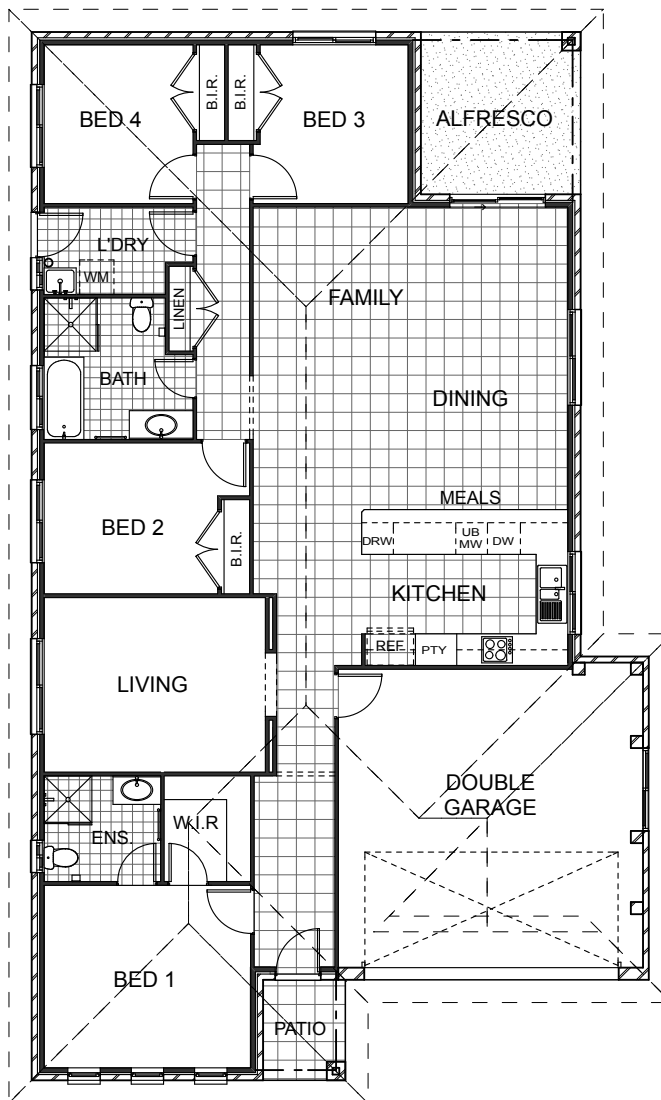 BED 4
B.I.R.
B.I.R.
BED 3
ALFRESCO
L'DRY
WM
LINEN
FAMILY
BATH
DINING
MEALS
DRW
UB
MW
DW
BED 2
B.I.R.
KITCHEN
REF
PTY
LIVING
DOUBLE
GARAGE
ENS.
W.I.R
BED 1
PATIO